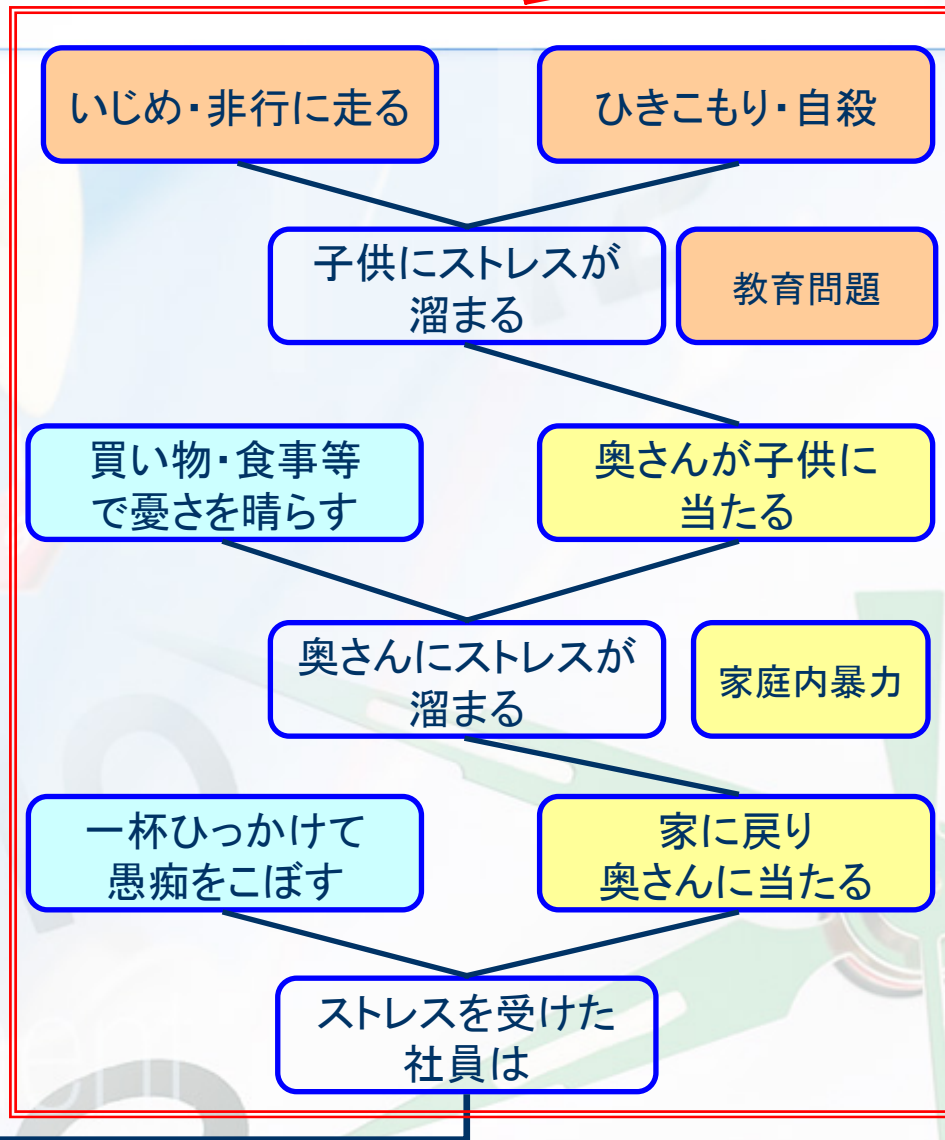 いじめ・非行に走る
ひきこもり・自殺
子供にストレスが
溜まる
教育問題
買い物・食事等
で憂さを晴らす
奥さんが子供に
当たる
奥さんにストレスが
溜まる
家庭内暴力
一杯ひっかけて
愚痴をこぼす
家に戻り
奥さんに当たる
ストレスを受けた
社員は